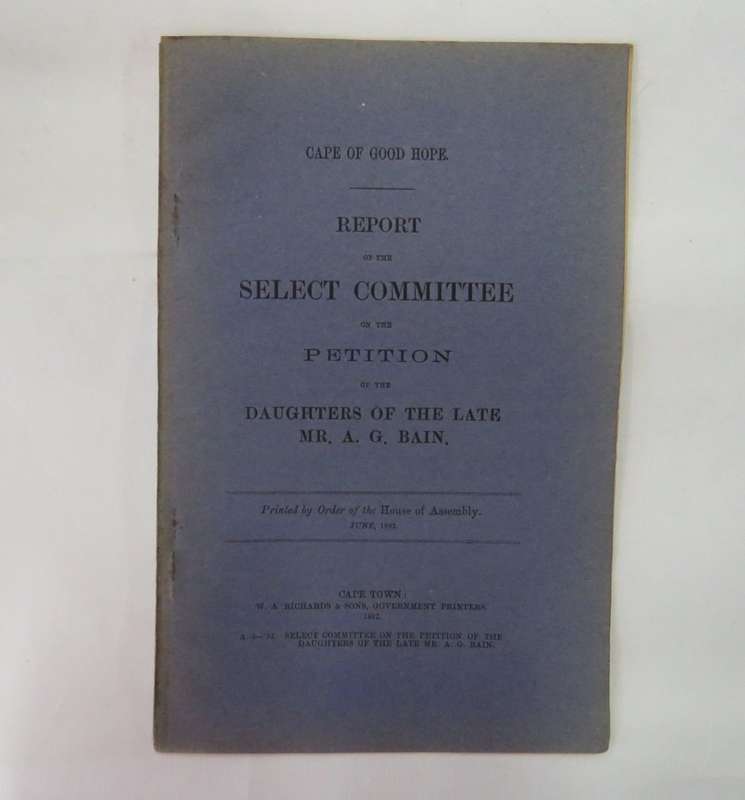 CAPE OF GOOD HOPE.
REPORT
OF THE
SELECT COMMITTEE
ON THE
PETITION
OF THE
DAUGHTERS OF THE LATE
MR. A. G. BAIN.
Printed by Order of the House of Assembly.
JUNE,
CAPE TOWN:
W. A. RICHARDS & SONS, GOVERNMENT PRINTERS.
SELECT COMMITTEE ON THE PETITION OF THE
DAUGHTERS OF THE LATE MR. A. G. BAIN.